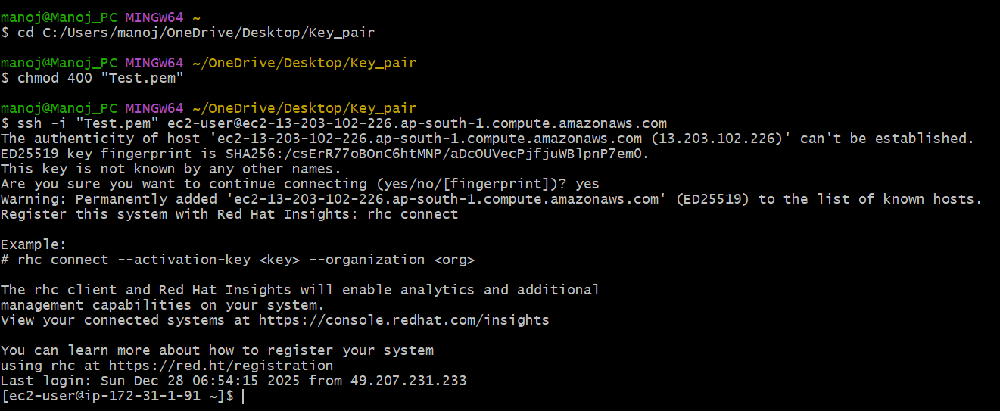 manoj@Manoj_PC MINGW64 ~
$ cd C:/Users/manoj/OneDrive/Desktop/Key_pair
manoj@Manoj_PC MINGW64 ~/OneDrive/Desktop/Key_pair
$ chmod 400 "Test.pem"
manoj@Manoj_PC MINGW64 ~/OneDrive/Desktop/Key_pair
$ ssh -i "Test.pem" ec2-user@ec2-13-203-102-226.ap-south-1.compute.amazonaws.com
The authenticity of host 'ec2-13-203-102-226.ap-south-1.compute.amazonaws.com (13.203.102.226)' can't be established.
ED25519 key fingerprint is SHA256:/csErR77oBOnC6htMNP/aDcOUVecPjfjuWBlpnP7em0.
This key is not known by any other names.
Are you sure you want to continue connecting (yes/no/[fingerprint])? yes
Warning: Permanently added 'ec2-13-203-102-226.ap-south-1.compute.amazonaws.com' (ED25519) to the list of known hosts.
Register this system with Red Hat Insights: rhc connect
Example:
# rhc connect --activation-key <key> --organization <org>
The rhc client and Red Hat Insights will enable analytics and additional
management capabilities on your system.
View your connected systems at https://console.redhat.com/insights
You can learn more about how to register your system
using rhc at https://red.ht/registration
Last login: Sun Dec 28 06:54:15 2025 from 49.207.231.233
[ec2-user@ip-172-31-1-91 ~]$